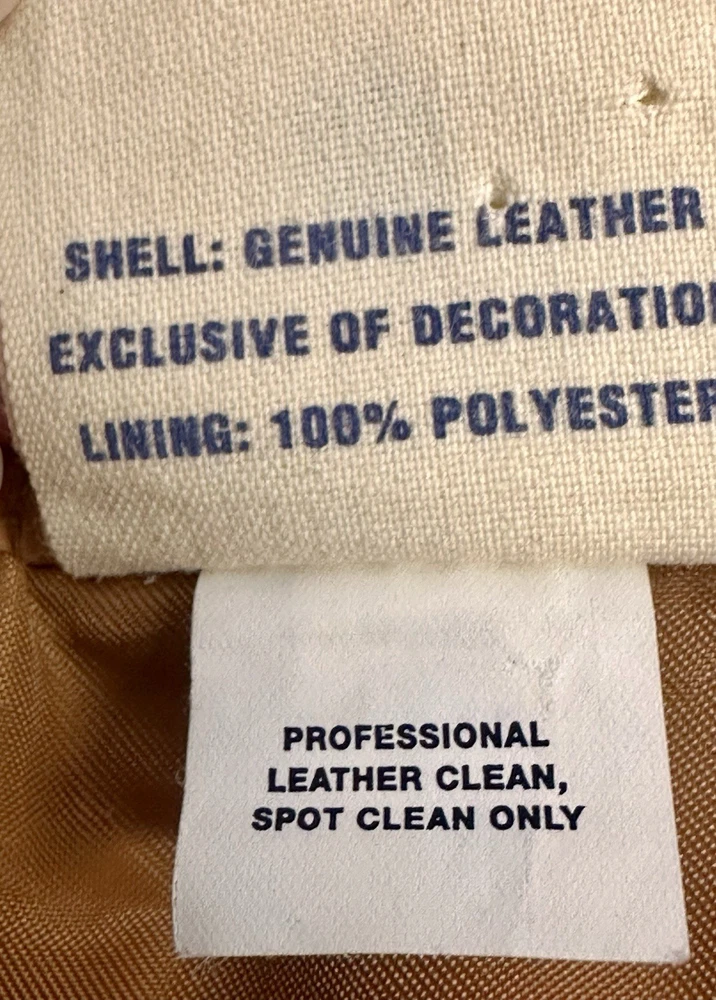 SHELL: GENUINE LEATHER
EXCLUSIVE OF DECORATIO
LINING: 100% POLYESTER
PROFESSIONAL
LEATHER CLEAN,
SPOT CLEAN ONLY